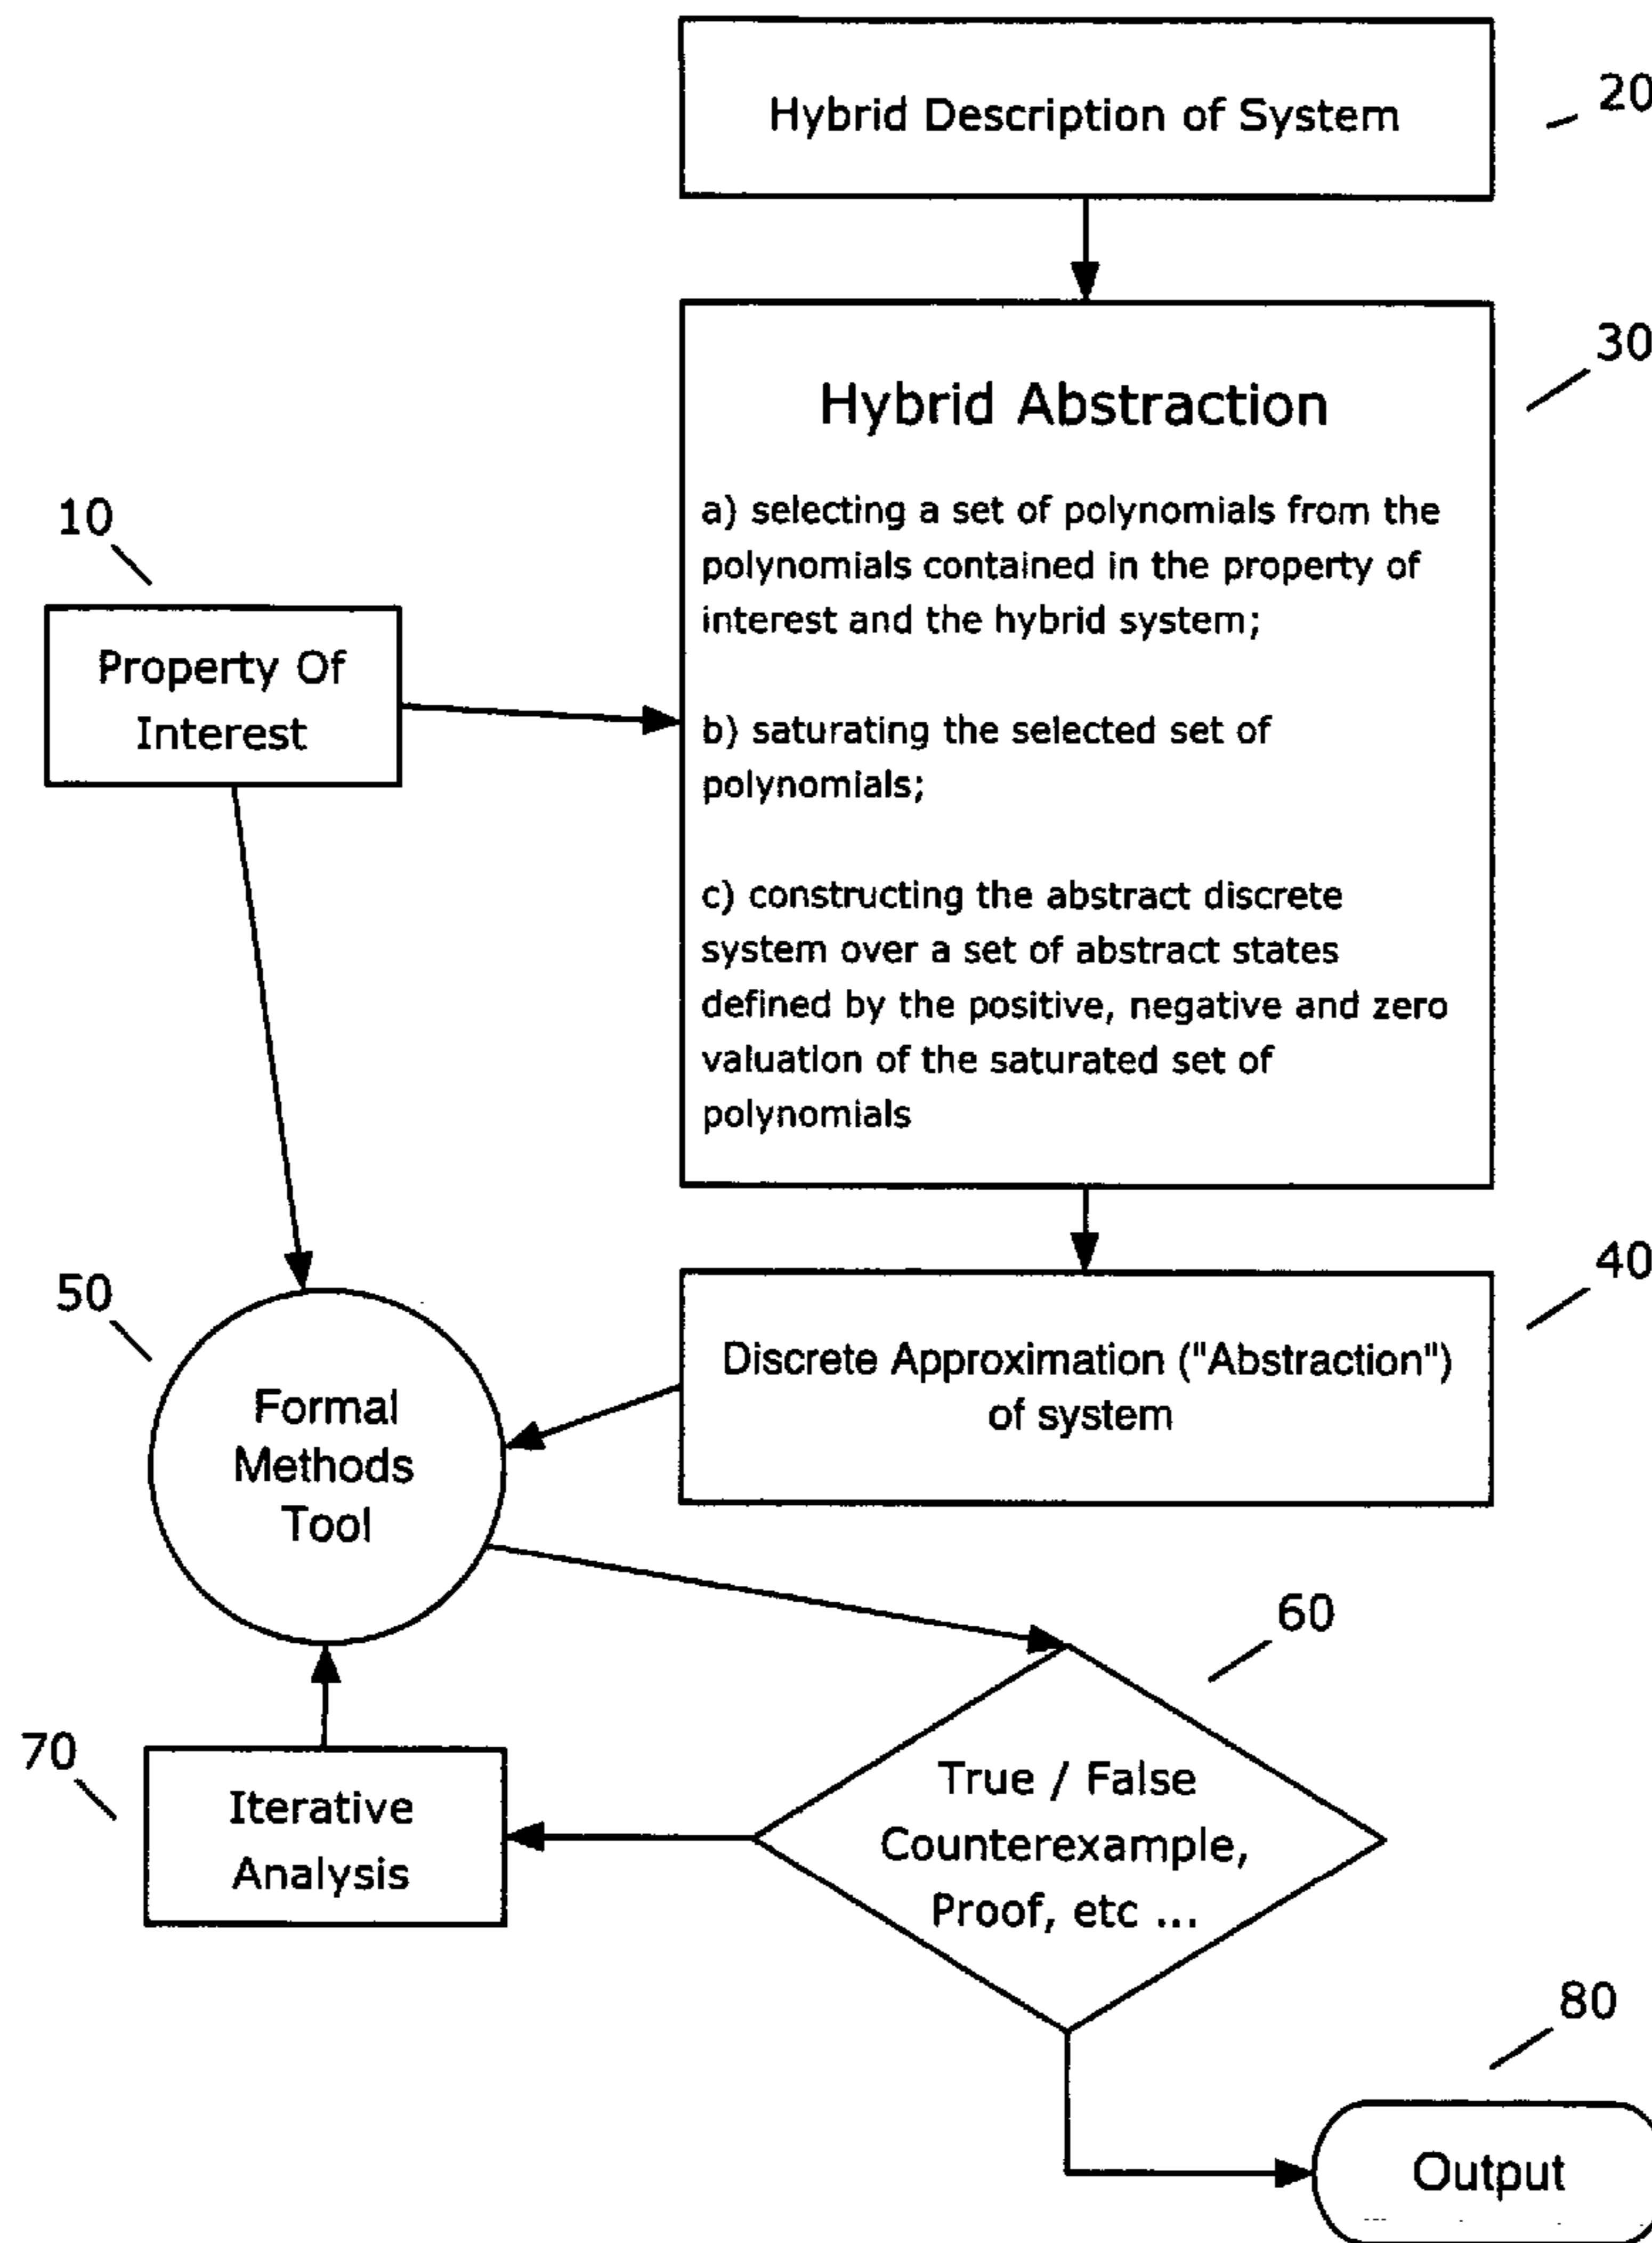 Hybrid Description of System
20
30
Hybrid Abstraction
a) selecting a set of polynomials from the
polynomials contained in the property of
interest and the hybrid system;
b) saturating the selected set of
polynomials;
c) constructing the abstract discrete
system over a set of abstract states
defined by the positive, negative and zero
valuation of the saturated set of
polynomials
10
Property Of
Interest
40
Discrete Approximation ("Abstraction")
of system
50
Formal
Methods
Tool
60
True / False
Counterexample,
Proof, etc ...
70
Iterative
Analysis
80
Output